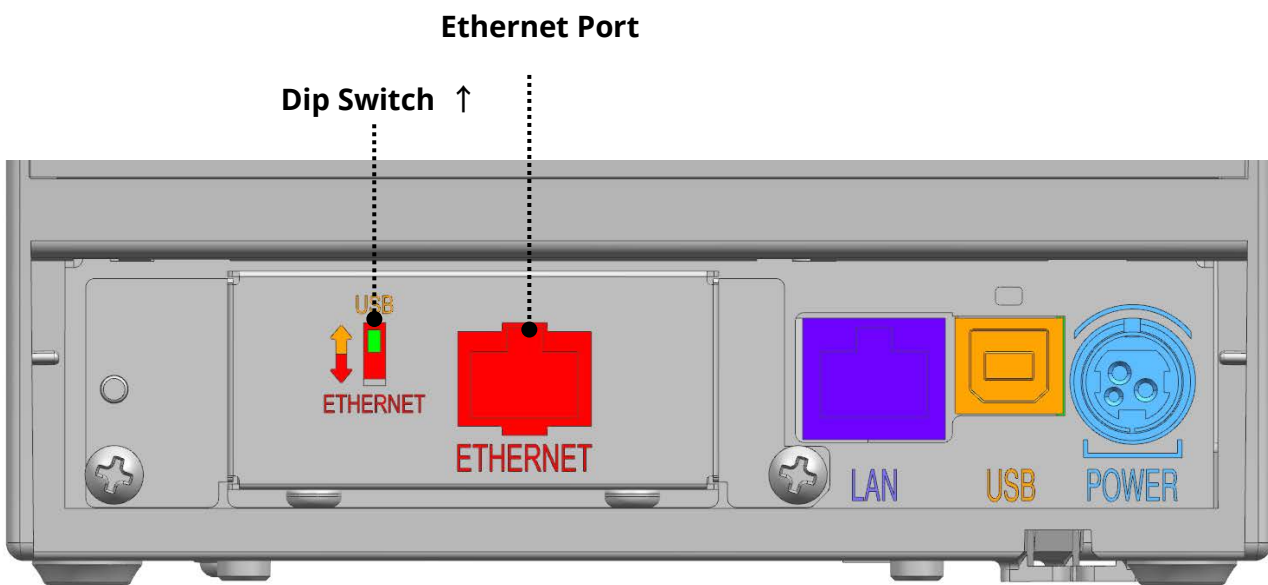 Ethernet Port
Dip Switch ↑
USB
ETHERNET
ETHERNET
LAN
USB
POWER